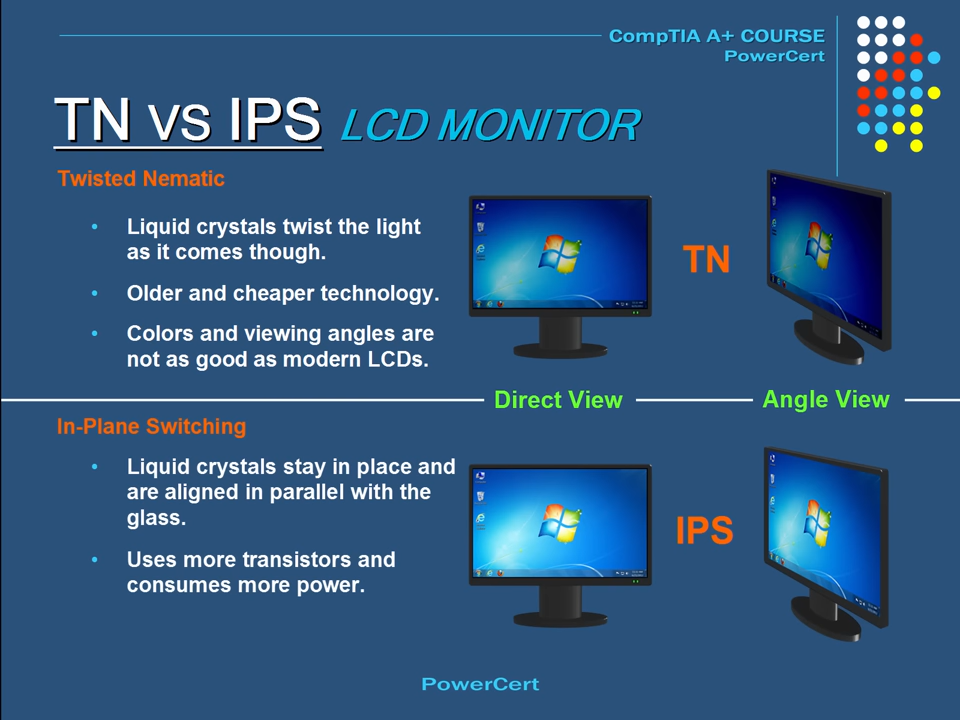 CompTIA A+ COURSE
PowerCert
TN VS IPS LCD MONITOR
Twisted Nematic
• Liquid crystals twist the light
as it comes though.
• Older and cheaper technology.
• Colors and viewing angles are
not as good as modern LCDs.
TN
Direct View
Angle View
In-Plane Switching
• Liquid crystals stay in place and
are aligned in parallel with the
glass.
• Uses more transistors and
consumes more power.
IPS
PowerCert